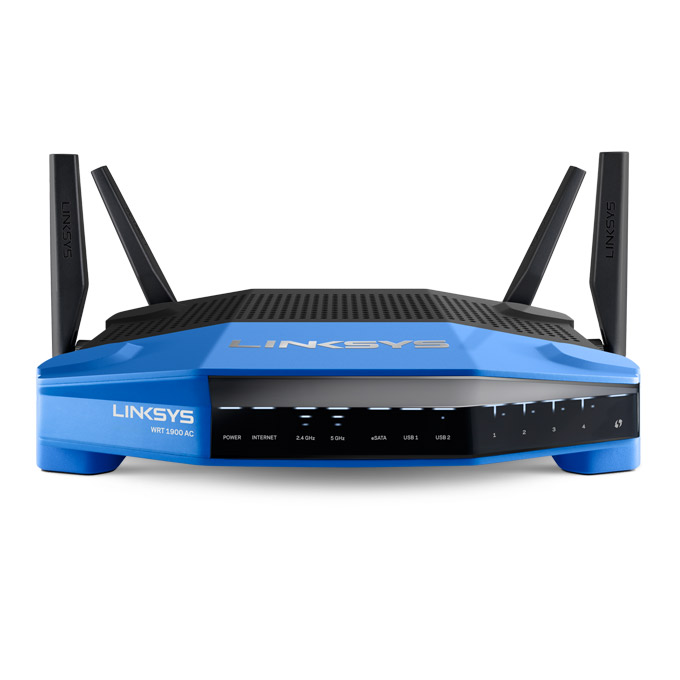 LINKSYS
LINKSYS
LINKSYS
LINKSYS
WRT 1900 AC
POWER INTERNET 2.4 GHz 5 GHz eSATA USB 1 USB 2 1 2 3 4